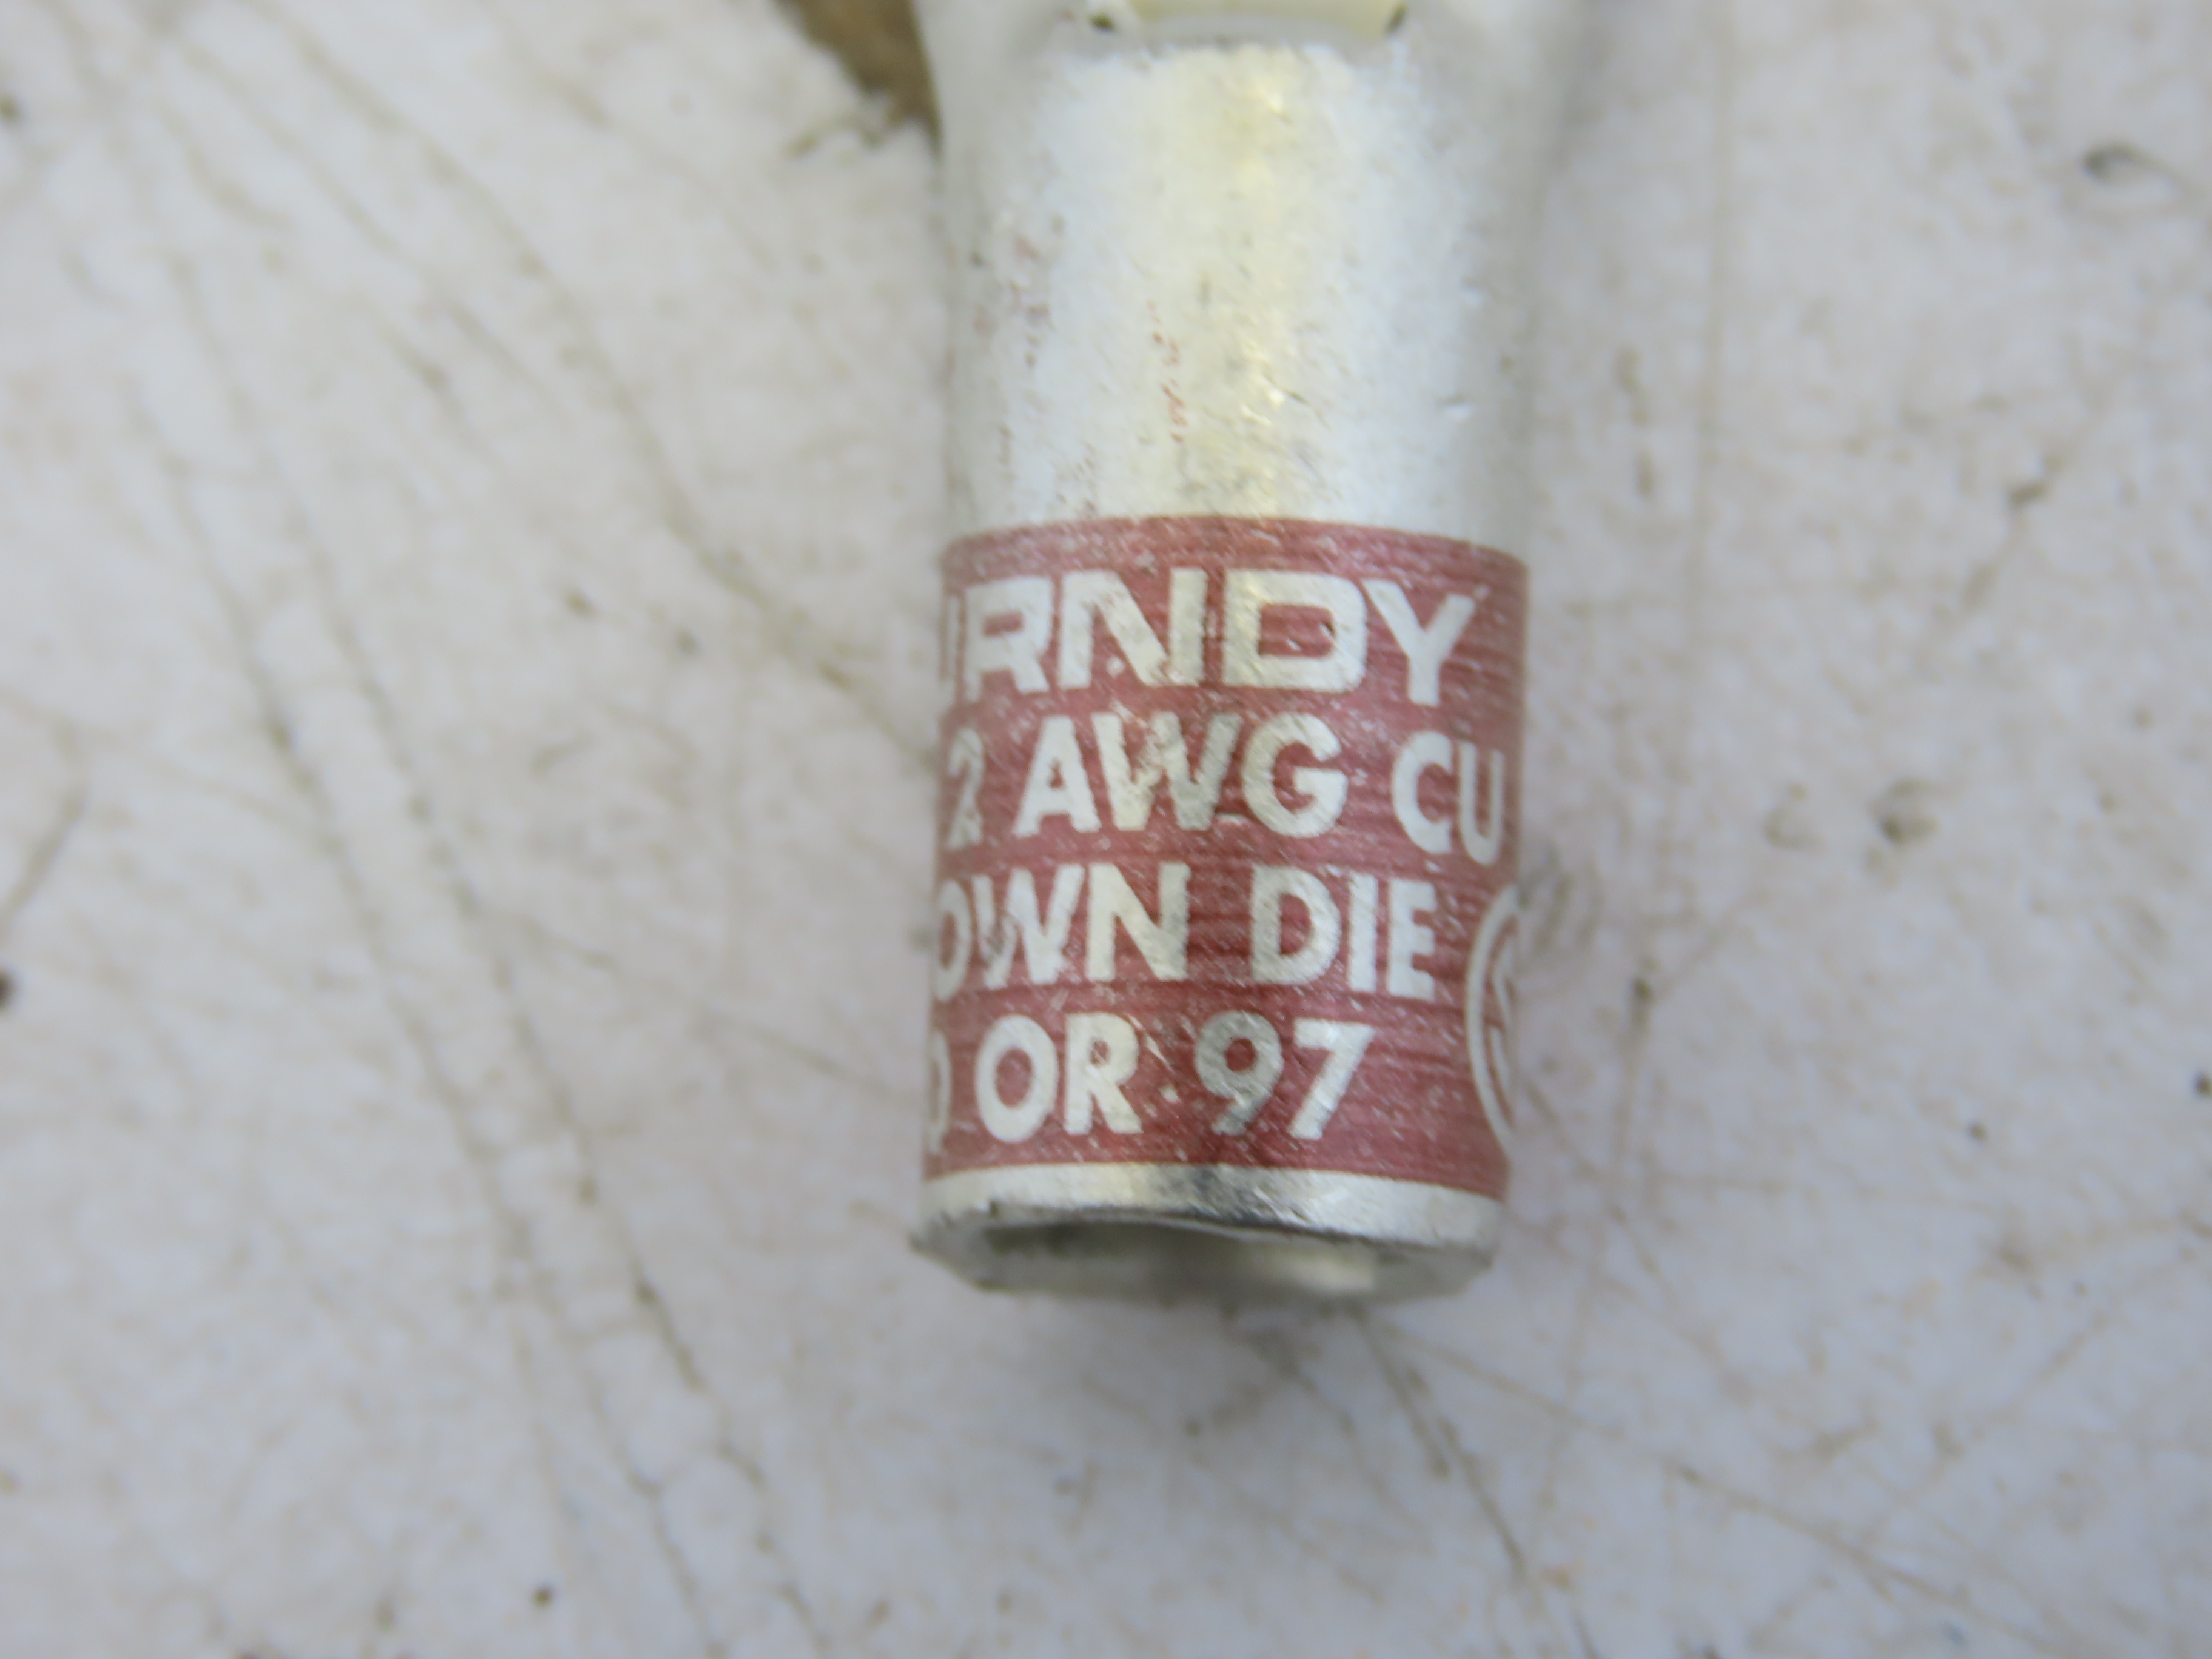 URNDY
2 AWG CU
OWN DIE
OR 97